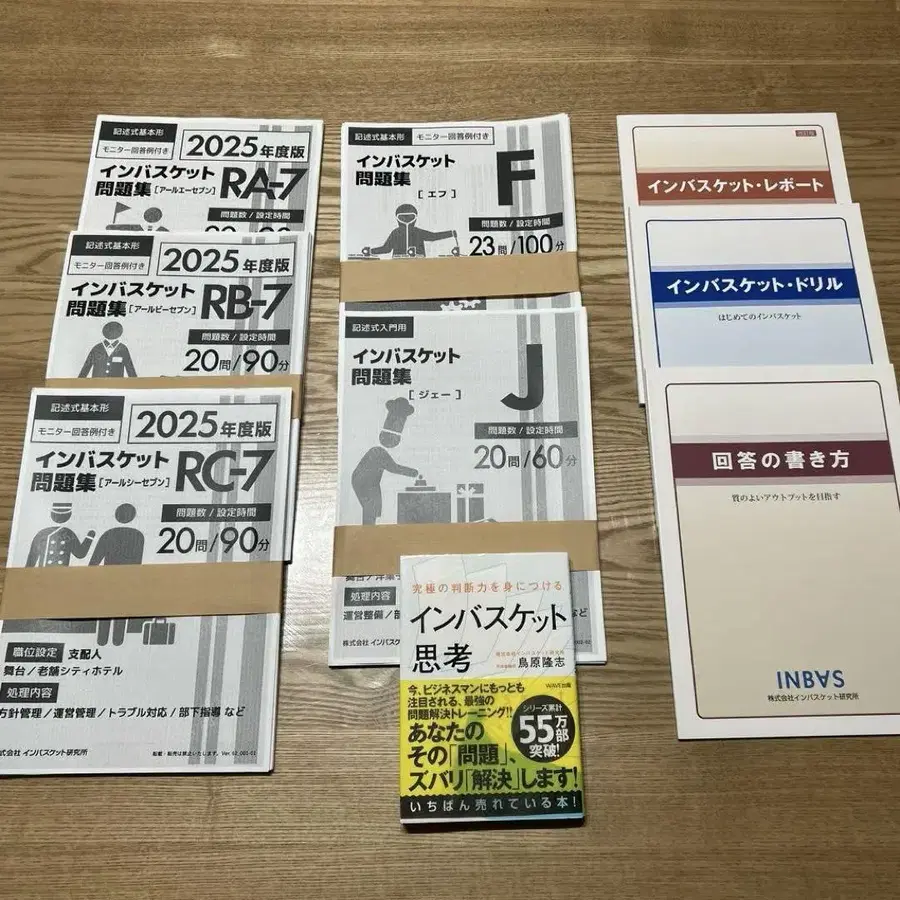 記述式基本形
モニター回答例付き
2025年度版
インバスケット
問題集[アールエーセブン]
RA-7
問題数/設定時間
記述式基本形
モニター回答例付き
2025年度版
インバスケット
問題集[アールビーセブン]
RB-7
問題数/設定時間
20問/90分
記述式基本形
モニター回答例付き
2025年度版
インバスケット
問題集[アールシーセブン]
RC-7
問題数/設定時間
20問/90分
職位設定 支配人
舞台/老舗シティホテル
処理内容
方針管理/運営管理/トラブル対応/部下指導 など
式会社 インバスケット研究所
記述式基本形
モニター回答例付き
インバスケット
問題集
[エフ]
F
問題数/設定時間
23問/100分
記述式入門用
インバスケット
問題集
[ジェー]
J
問題数/設定時間
20問/60分
処理内容
運営整備/
など
株式会社 インバスケ
究極の判断力を身につける
インバスケット
思考
鳥原隆志
WAVE出版
今、ビジネスマンにもっとも
注目される、最強の
問題解決トレーニング!!
あなたの
その「問題」、
ズバリ「解決」します!
シリーズ累計
55万部
突破!
いちばん売れている本!
改訂版
インバスケット・レポート
インバスケット・ドリル
はじめてのインバスケット
回答の書き方
質のよいアウトプットを目指す
INBAS
株式会社インバスケット研究所